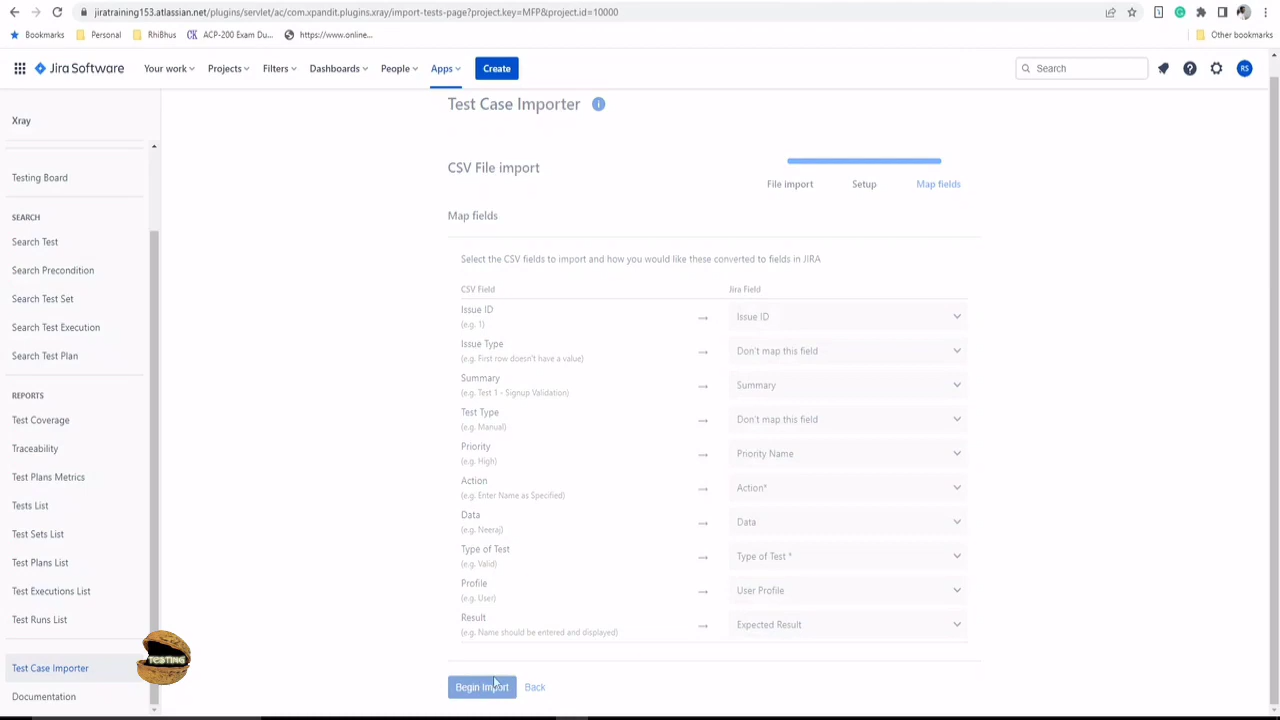 jiratraining153.atlassian.net/plugins/servlet/ac/com.xpandit.plugins.xray/import-tests-page?project.key=MFP&project.id=10000
Bookmarks Personal RhiBhus ACP-200 Exam Du... https://www.online... Other bookmarks
Jira Software Your work Projects Filters Dashboards People Apps Create Search RS
Xray
Testing Board
SEARCH
Search Test
Search Precondition
Search Test Set
Search Test Execution
Search Test Plan
REPORTS
Test Coverage
Traceability
Test Plans Metrics
Tests List
Test Sets List
Test Plans List
Test Executions List
Test Runs List
Test Case Importer
Documentation
TESTING
Test Case Importer
CSV File import
File import Setup Map fields
Map fields
Select the CSV fields to import and how you would like these converted to fields in JIRA
CSV Field Jira Field
Issue ID → Issue ID
(e.g. 1)
Issue Type → Don't map this field
(e.g. First row doesn't have a value)
Summary → Summary
(e.g. Test 1 - Signup Validation)
Test Type → Don't map this field
(e.g. Manual)
Priority → Priority Name
(e.g. High)
Action → Action*
(e.g. Enter Name as Specified)
Data → Data
(e.g. Neeraj)
Type of Test → Type of Test *
(e.g. Valid)
Profile → User Profile
(e.g. User)
Result → Expected Result
(e.g. Name should be entered and displayed)
Begin Import Back